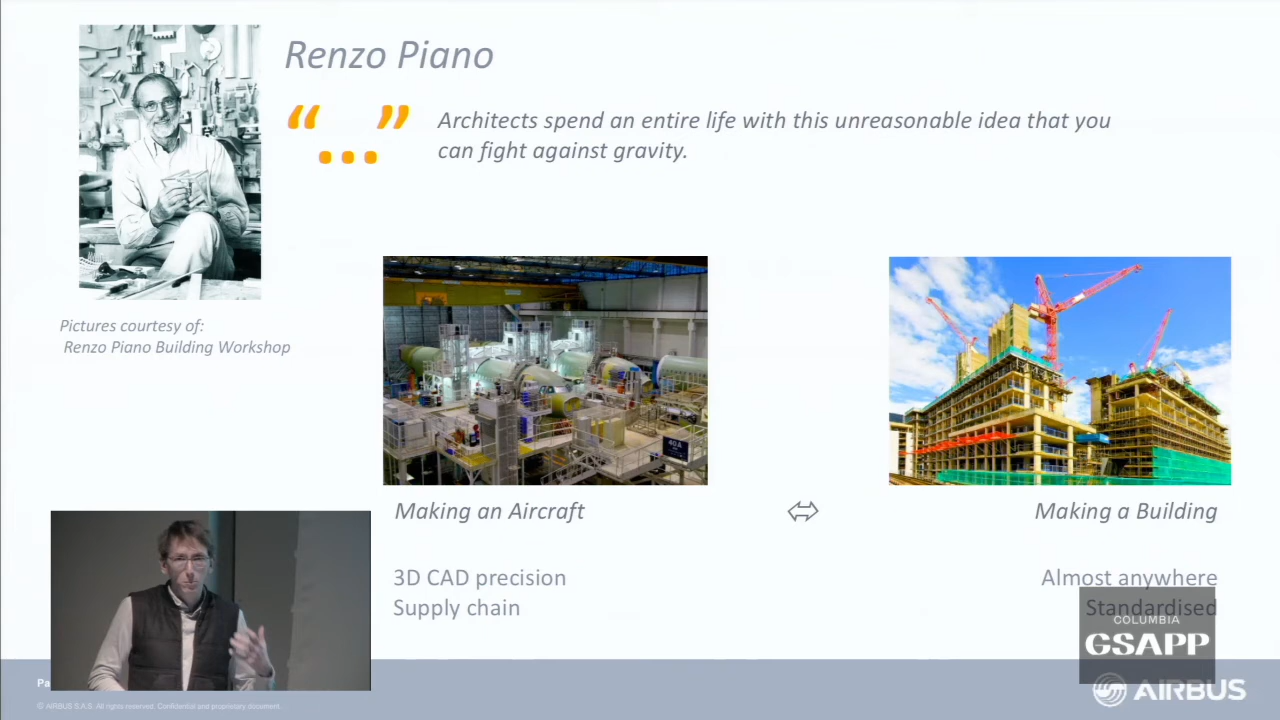 Renzo Piano
“...”
Architects spend an entire life with this unreasonable idea that you
can fight against gravity.
Pictures courtesy of:
Renzo Piano Building Workshop
40A
Making an Aircraft
⬄
Making a Building
3D CAD precision
Supply chain
Almost anywhere
Standardised
COLUMBIA
GSAPP
AIRBUS
© AIRBUS S.A.S. All rights reserved. Confidential and proprietary document.